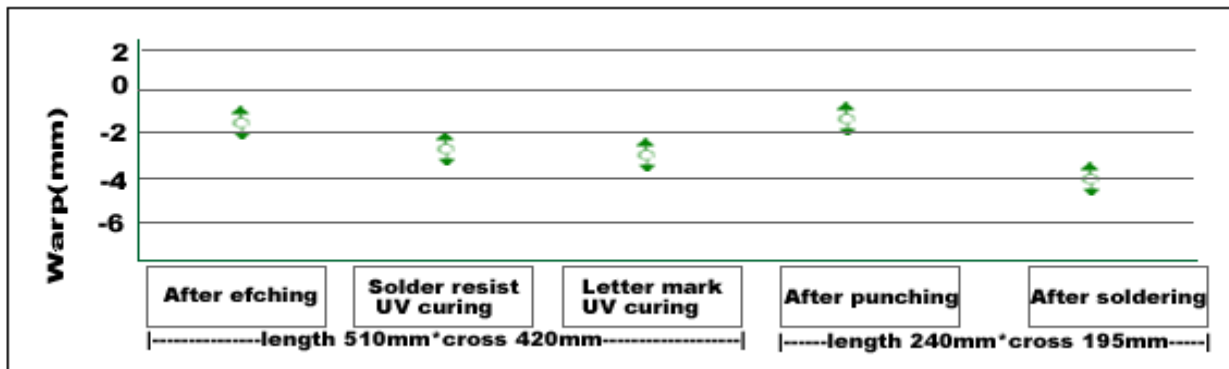 Warp(mm)
2
0
-2
-4
-6
After efching
Solder resist
UV curing
Letter mark
UV curing
After punching
After soldering
|---------------length 510mm*cross 420mm-------------------|
|------length 240mm*cross 195mm-----|